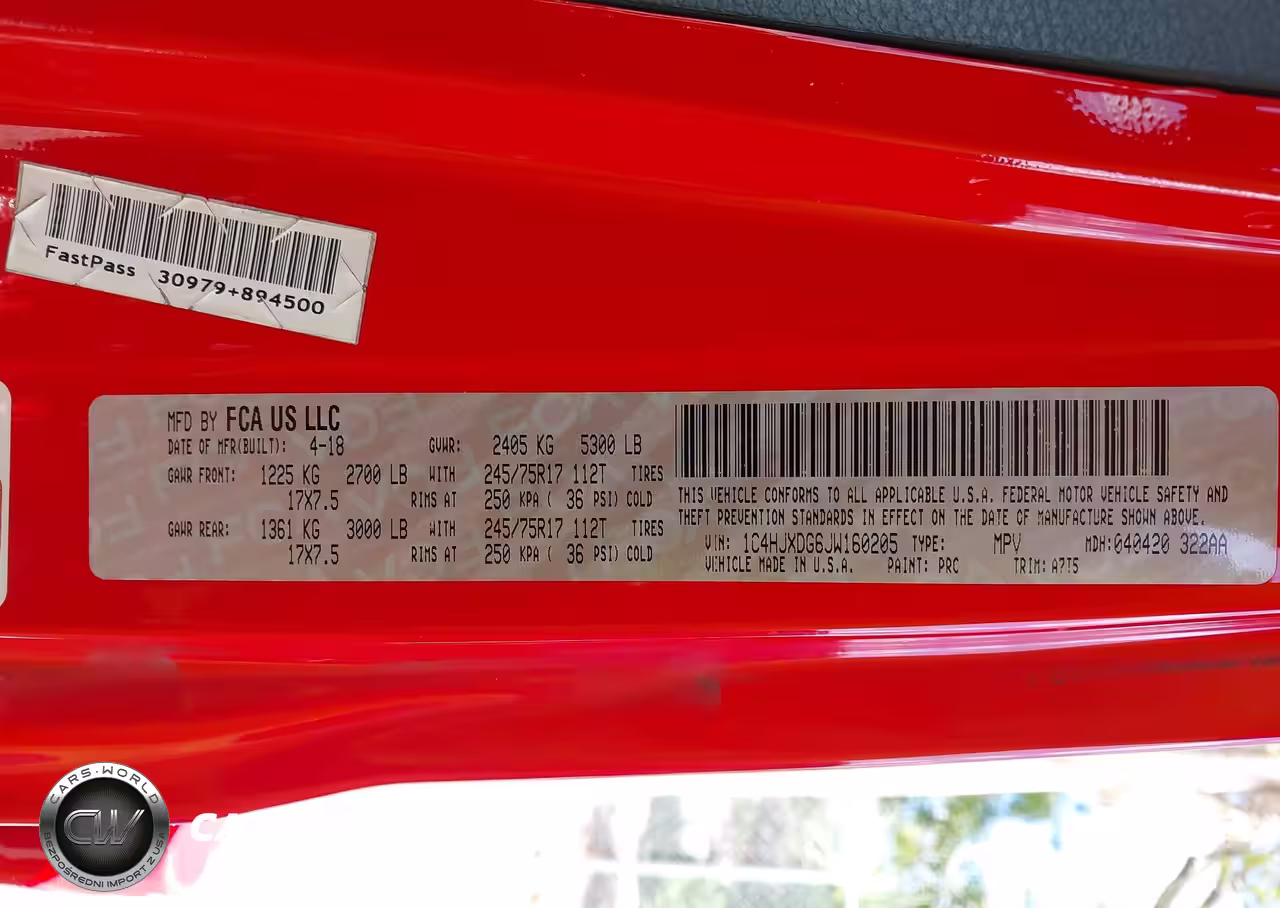 FastPass 30979+894500
MFD BY FCA US LLC
DATE OF MFR(BUILT): 4-18 GVWR: 2405 KG 5300 LB
GAWR FRONT: 1225 KG 2700 LB WITH 245/75R17 112T TIRES
17X7.5 RIMS AT 250 KPA ( 36 PSI) COLD
GAWR REAR: 1361 KG 3000 LB WITH 245/75R17 112T TIRES
17X7.5 RIMS AT 250 KPA ( 36 PSI) COLD
THIS VEHICLE CONFORMS TO ALL APPLICABLE U.S.A. FEDERAL MOTOR VEHICLE SAFETY AND
THEFT PREVENTION STANDARDS IN EFFECT ON THE DATE OF MANUFACTURE SHOWN ABOVE.
VIN: 1C4HJXDG6JW160205 TYPE: MPV MDH: 040420 322AA
VEHICLE MADE IN U.S.A. PAINT: PRC TRIM: A7T5
CARS·WORLD
CW
BEZPOŚREDNI IMPORT Z USA